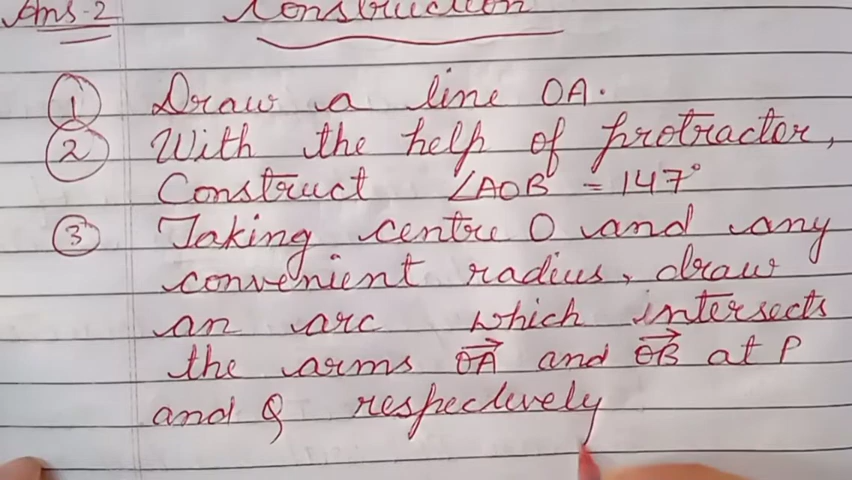 Ans-2 Construction
1 Draw a line OA.
2 With the help of protractor,
Construct ∠AOB = 147°
3 Taking centre O and any
convenient radius, draw
an arc which intersects
the arms OA→ and OB→ at P
and Q respectively